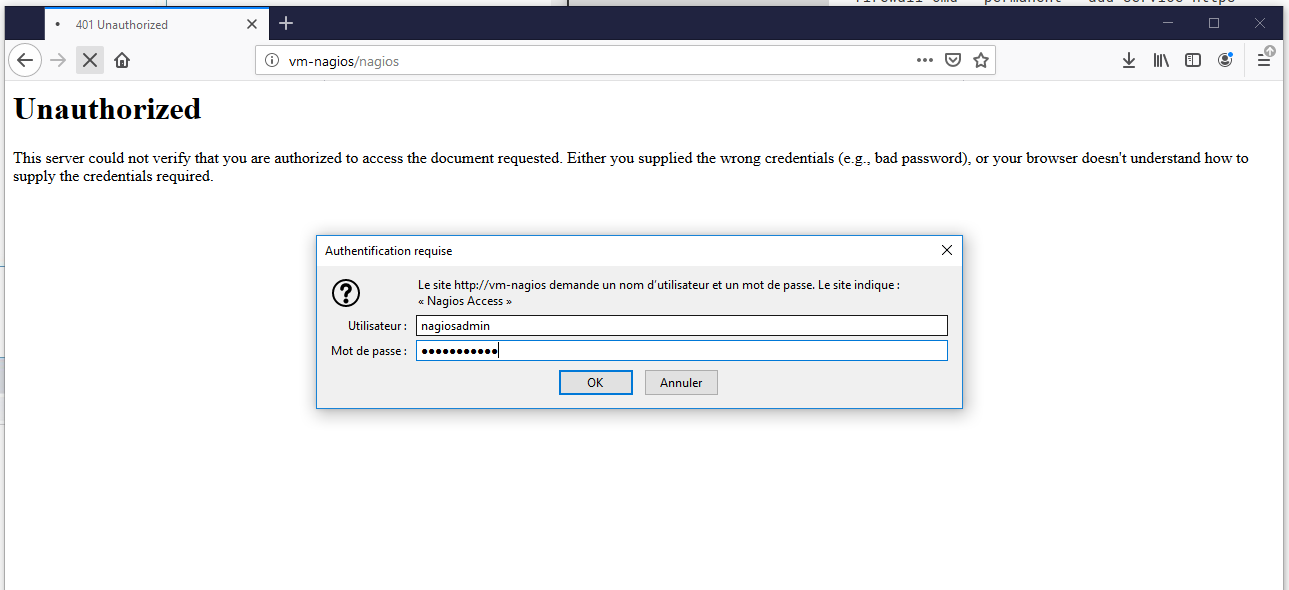 401 Unauthorized
vm-nagios/nagios
Unauthorized
This server could not verify that you are authorized to access the document requested. Either you supplied the wrong credentials (e.g., bad password), or your browser doesn't understand how to
supply the credentials required.
Authentification requise
Le site http://vm-nagios demande un nom d’utilisateur et un mot de passe. Le site indique :
« Nagios Access »
Utilisateur : nagiosadmin
Mot de passe : ●●●●●●●●●●●
OK Annuler